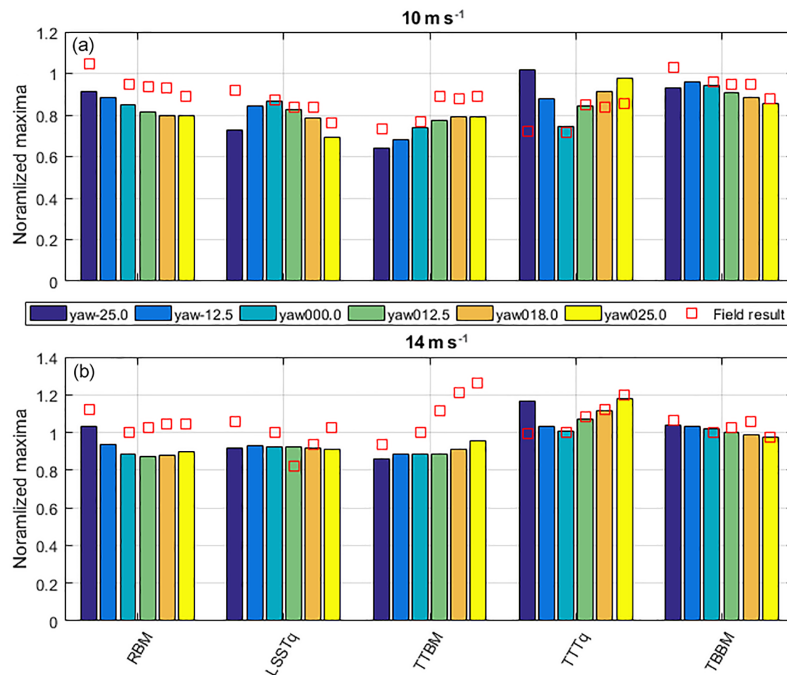 10 m s-1
(a)
Noramlized maxima
1.2
1
0.8
0.6
0.4
0.2
0
yaw-25.0 yaw-12.5 yaw000.0 yaw012.5 yaw018.0 yaw025.0 Field result
14 m s-1
(b)
Noramlized maxima
1.4
1.2
1
0.8
0.6
0.4
0.2
0
RBM LSSTq TTBM TTTq TBBM